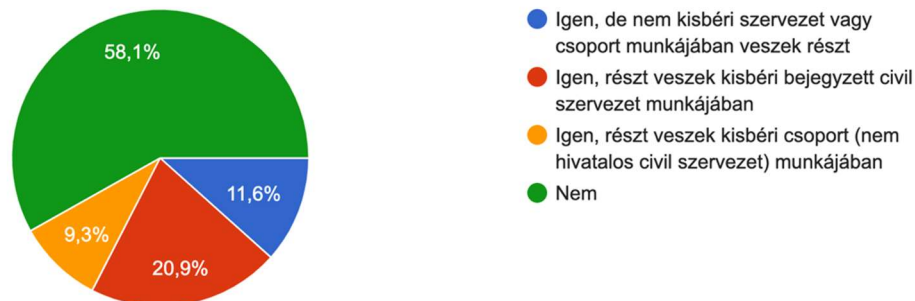 58,1%
11,6%
9,3%
20,9%
Igen, de nem kisbéri szervezet vagy
csoport munkájában veszek részt
Igen, részt veszek kisbéri bejegyzett civil
szervezet munkájában
Igen, részt veszek kisbéri csoport (nem
hivatalos civil szervezet) munkájában
Nem